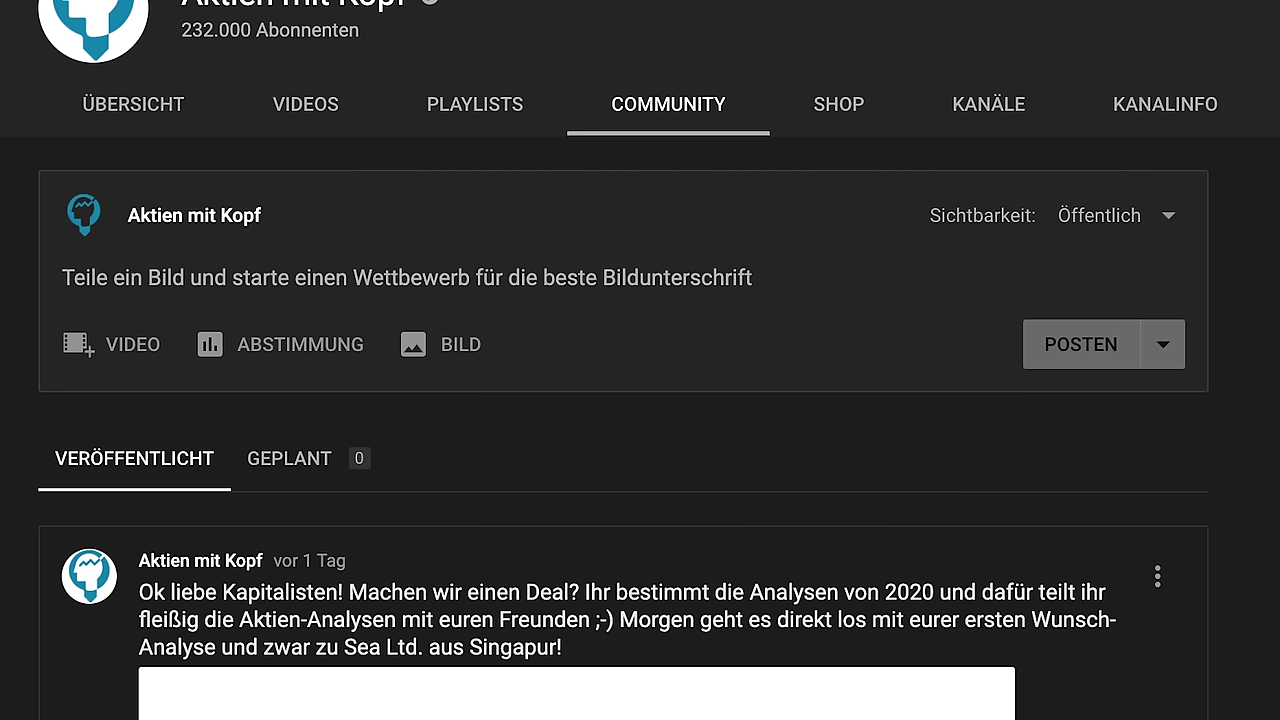 Aktien mit Kopf
232.000 Abonnenten
ÜBERSICHT VIDEOS PLAYLISTS COMMUNITY SHOP KANÄLE KANALINFO
Aktien mit Kopf Sichtbarkeit: Öffentlich
Teile ein Bild und starte einen Wettbewerb für die beste Bildunterschrift
VIDEO ABSTIMMUNG BILD POSTEN
VERÖFFENTLICHT GEPLANT 0
Aktien mit Kopf vor 1 Tag
Ok liebe Kapitalisten! Machen wir einen Deal? Ihr bestimmt die Analysen von 2020 und dafür teilt ihr
fleißig die Aktien-Analysen mit euren Freunden ;-) Morgen geht es direkt los mit eurer ersten Wunsch-
Analyse und zwar zu Sea Ltd. aus Singapur!